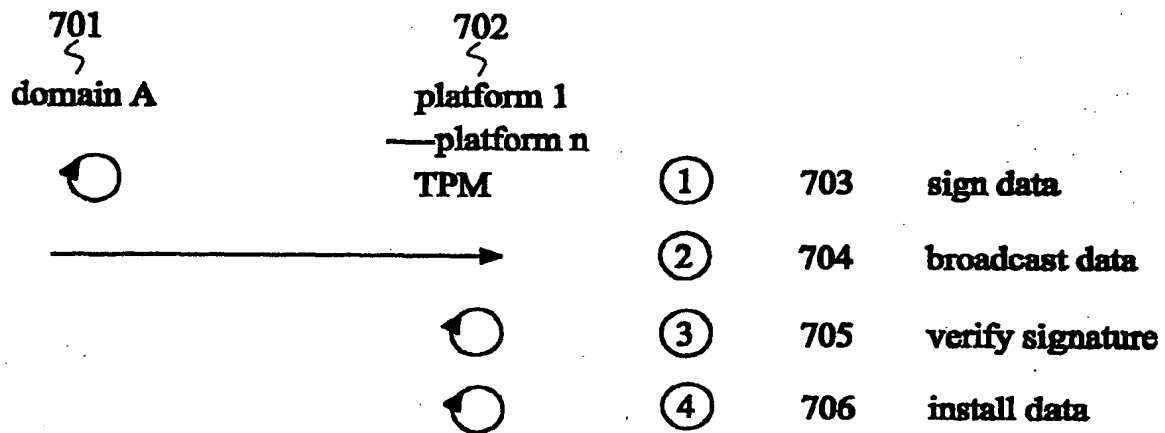 701 702
domain A platform 1
—platform n
TPM ① 703 sign data
② 704 broadcast data
③ 705 verify signature
④ 706 install data